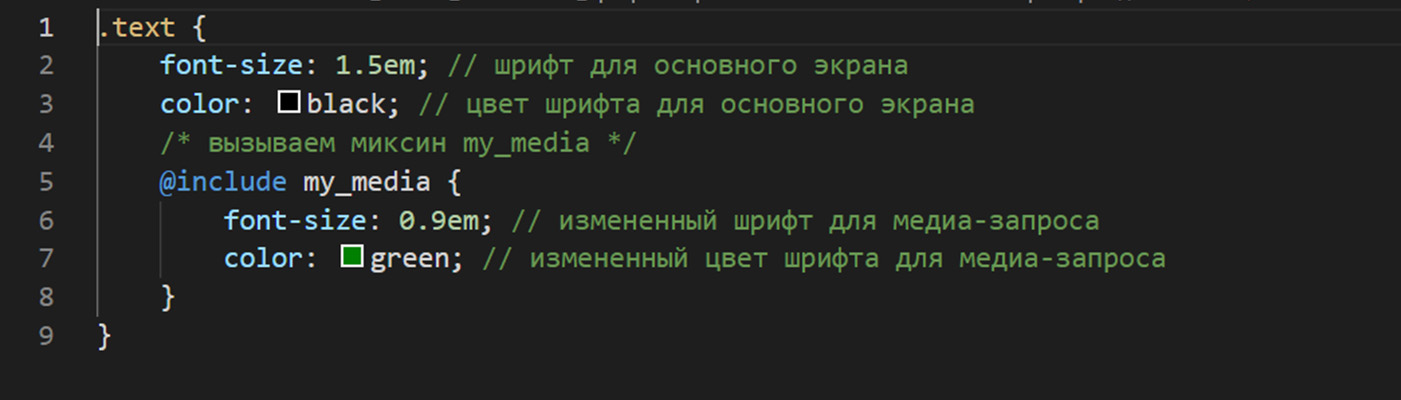 1 .text {
2 font-size: 1.5em; // шрифт для основного экрана
3 color: black; // цвет шрифта для основного экрана
4 /* вызываем миксин my_media */
5 @include my_media {
6 font-size: 0.9em; // измененный шрифт для медиа-запроса
7 color: green; // измененный цвет шрифта для медиа-запроса
8 }
9 }